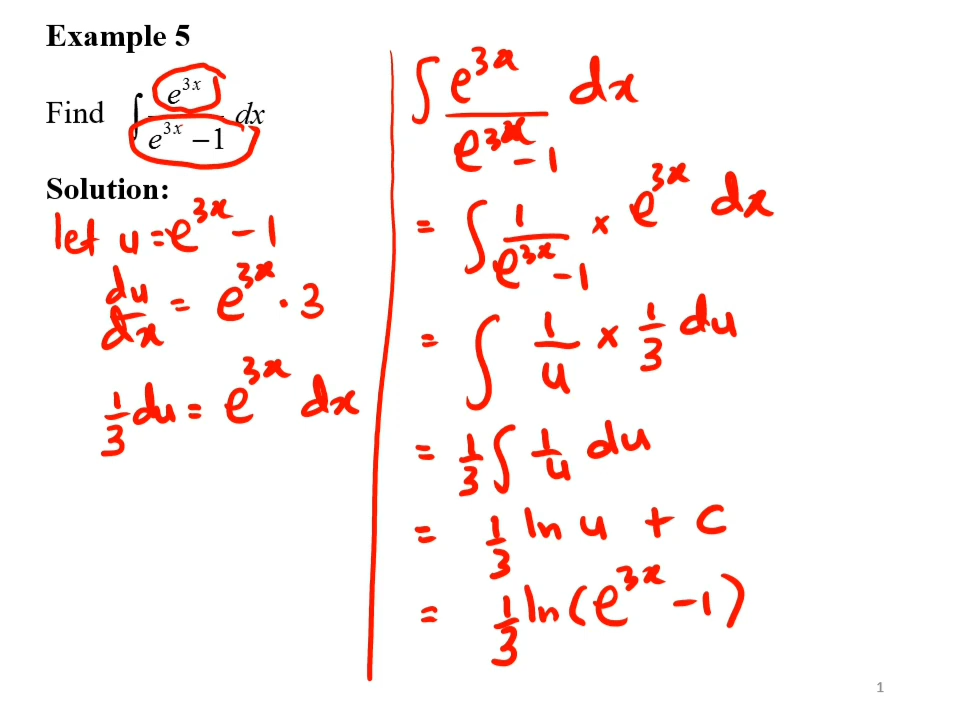 Example 5
Find ∫ e^{3x} / (e^{3x} − 1) dx
Solution:
let u = e^{3x} − 1
du/dx = e^{3x} · 3
1/3 du = e^{3x} dx
∫ e^{3x} / (e^{3x} − 1) dx
= ∫ 1 / (e^{3x} − 1) × e^{3x} dx
= ∫ 1/u × 1/3 du
= 1/3 ∫ 1/u du
= 1/3 ln u + c
= 1/3 ln(e^{3x} − 1)
1